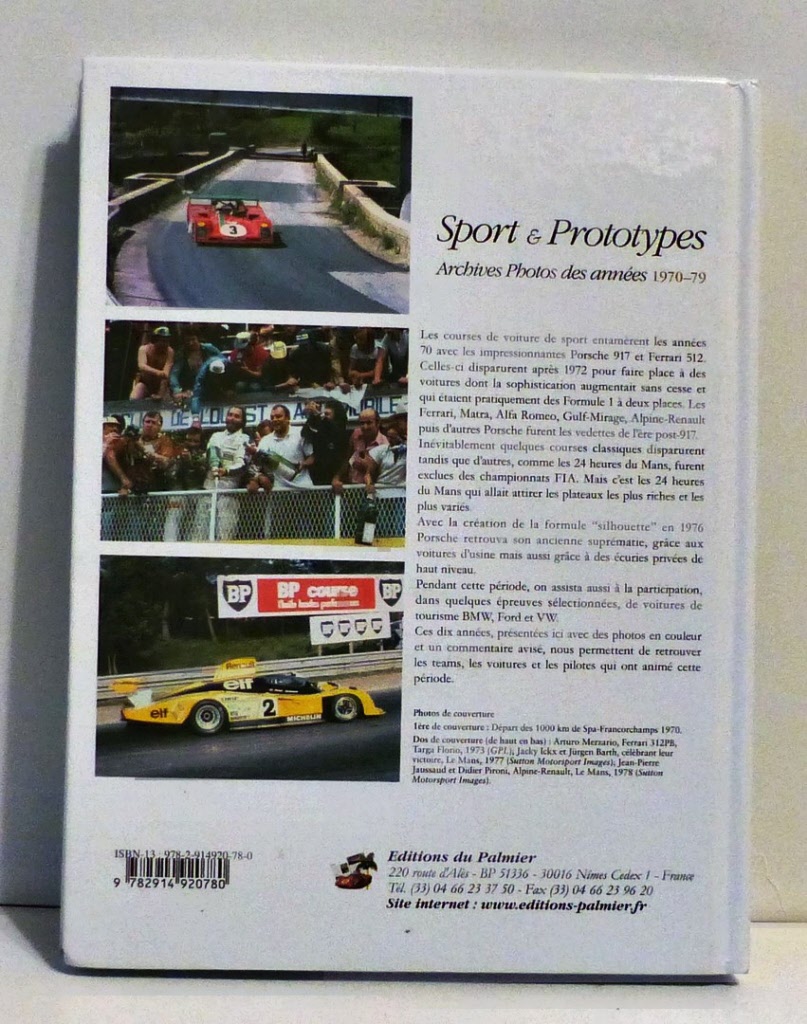 3
DE L'OUEST
BP
BP course
BP
elf
elf
2
MICHELIN
Sport & Prototypes
Archives Photos des années 1970–79
Les courses de voiture de sport entamèrent les années
70 avec les impressionnantes Porsche 917 et Ferrari 512.
Celles-ci disparurent après 1972 pour faire place à des
voitures dont la sophistication augmentait sans cesse et
qui étaient pratiquement des Formule 1 à deux places. Les
Ferrari, Matra, Alfa Romeo, Gulf-Mirage, Alpine-Renault
puis d'autres Porsche furent les vedettes de l'ère post-917.
Inévitablement quelques courses classiques disparurent
tandis que d'autres, comme les 24 heures du Mans, furent
exclues des championnats FIA. Mais c'est les 24 heures
du Mans qui allait attirer les plateaux les plus riches et les
plus variés.
Avec la création de la formule "silhouette" en 1976
Porsche retrouva son ancienne suprématie, grâce aux
voitures d'usine mais aussi grâce à des écuries privées de
haut niveau.
Pendant cette période, on assista aussi à la participation,
dans quelques épreuves sélectionnées, de voitures de
tourisme BMW, Ford et VW.
Ces dix années, présentées ici avec des photos en couleur
et un commentaire avisé, nous permettent de retrouver
les teams, les voitures et les pilotes qui ont animé cette
période.
Photos de couverture
1ère de couverture : Départ des 1000 km de Spa-Francorchamps 1970.
Dos de couverture (de haut en bas) : Arturo Merzario, Ferrari 312PB,
Targa Florio, 1973 (GPL), Jacky Ickx et Jürgen Barth, célébrant leur
victoire, Le Mans, 1977 (Sutton Motorsport Images), Jean-Pierre
Jaussaud et Didier Pironi, Alpine-Renault, Le Mans, 1978 (Sutton
Motorsport Images).
ISBN-13 978-2-914920-78-0
9 782914 920780
Editions du Palmier
220 route d'Alès - BP 51336 - 30016 Nîmes Cedex 1 - France
Tél. (33) 04 66 23 37 50 - Fax (33) 04 66 23 96 20
Site internet : www.editions-palmier.fr